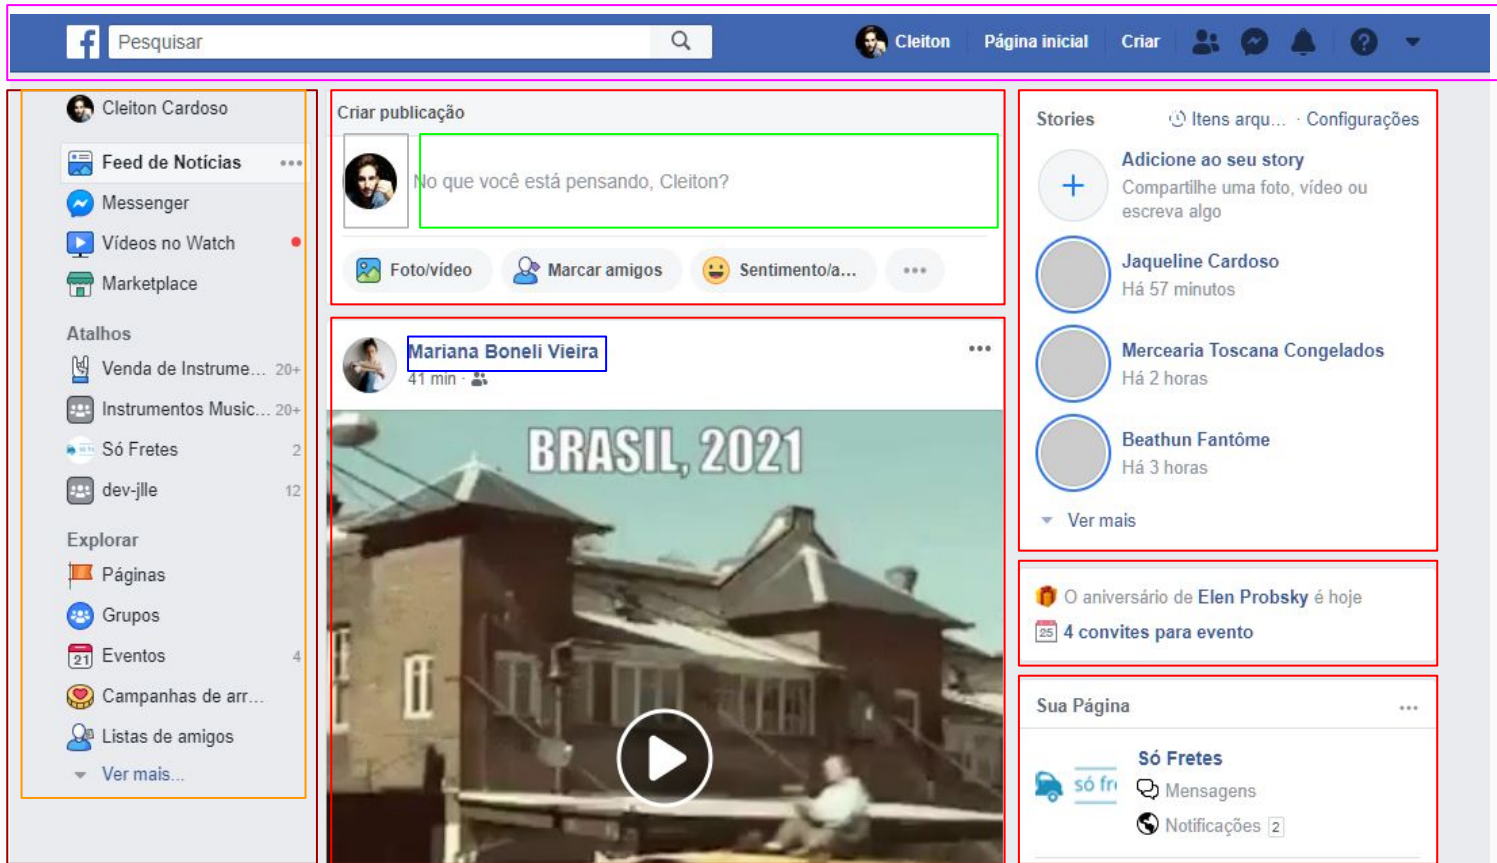 f Pesquisar Cleiton Página inicial Criar
Cleiton Cardoso
Feed de Notícias
Messenger
Vídeos no Watch
Marketplace
Atalhos
Venda de Instrume... 20+
Instrumentos Music... 20+
Só Fretes 2
dev-jlle 12
Explorar
Páginas
Grupos
21 Eventos 4
Campanhas de arr...
Listas de amigos
Ver mais...
Criar publicação
No que você está pensando, Cleiton?
Foto/vídeo Marcar amigos Sentimento/a...
Mariana Boneli Vieira
41 min ·
BRASIL, 2021
Stories Itens arqu... · Configurações
Adicione ao seu story
Compartilhe uma foto, vídeo ou
escreva algo
Jaqueline Cardoso
Há 57 minutos
Mercearia Toscana Congelados
Há 2 horas
Beathun Fantôme
Há 3 horas
Ver mais
O aniversário de Elen Probsky é hoje
25 4 convites para evento
Sua Página
só fre Só Fretes
Mensagens
Notificações 2